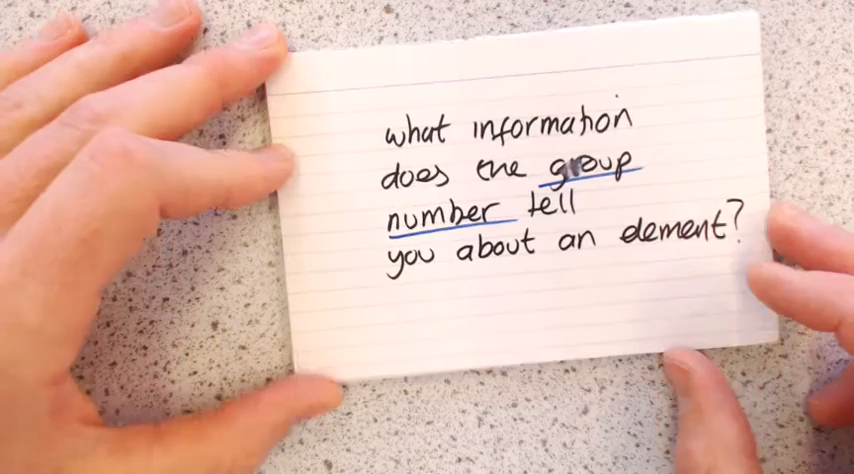 what information
does the group
number tell
you about an element?